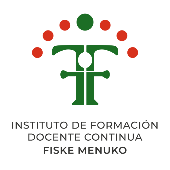 INSTITUTO DE FORMACIÓN
DOCENTE CONTINUA
FISKE MENUKO